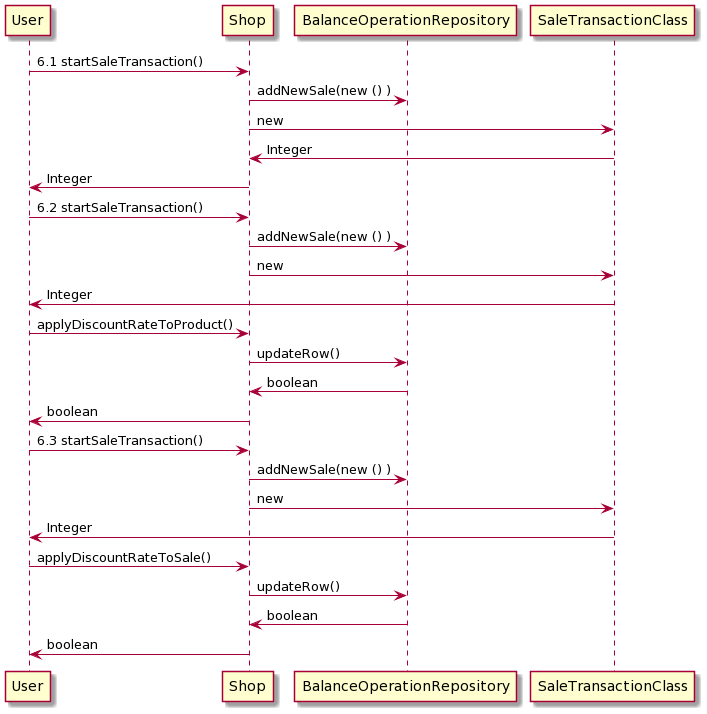 User Shop BalanceOperationRepository SaleTransactionClass
6.1 startSaleTransaction()
addNewSale(new () )
new
Integer
Integer
6.2 startSaleTransaction()
addNewSale(new () )
new
Integer
applyDiscountRateToProduct()
updateRow()
boolean
boolean
6.3 startSaleTransaction()
addNewSale(new () )
new
Integer
applyDiscountRateToSale()
updateRow()
boolean
boolean
User Shop BalanceOperationRepository SaleTransactionClass